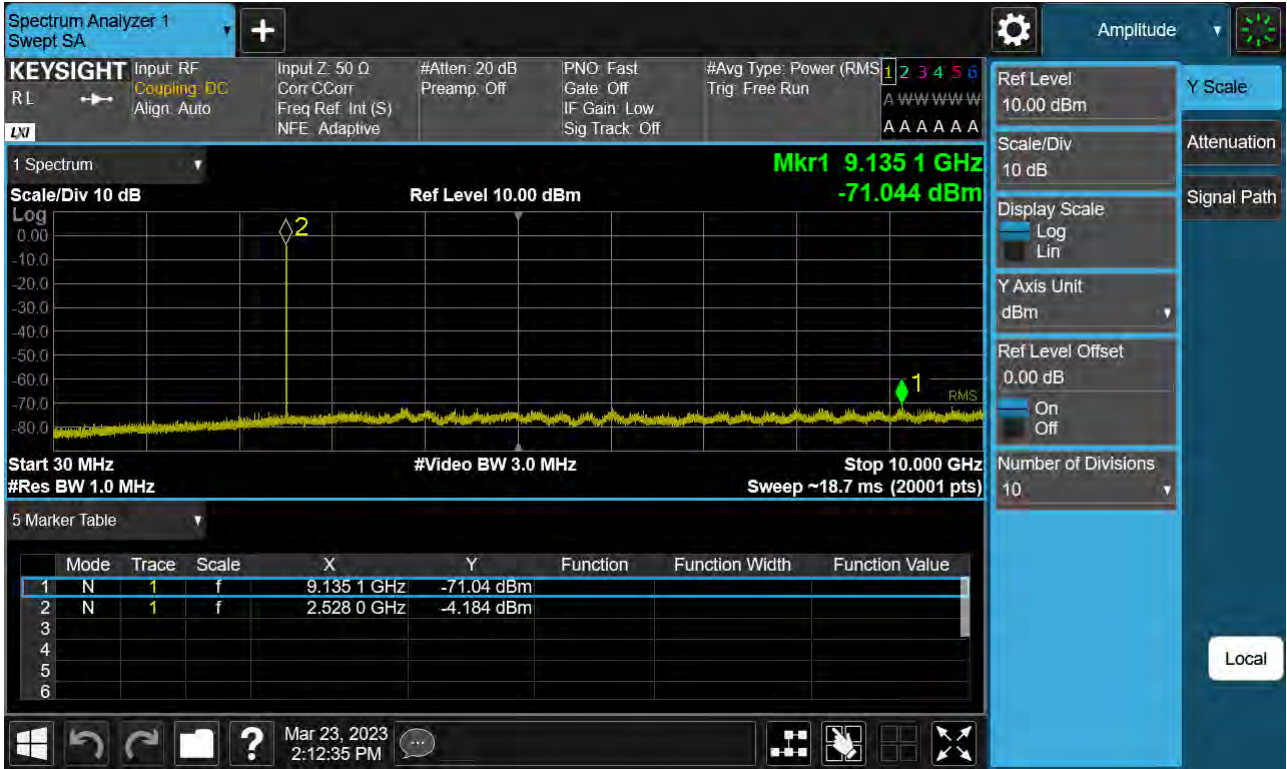 Spectrum Analyzer 1
Swept SA
Amplitude
KEYSIGHT
RL
LXI
Input: RF
Coupling: DC
Align: Auto
Input Z: 50 Ω
Corr CCorr
Freq Ref: Int (S)
NFE: Adaptive
#Atten: 20 dB
Preamp: Off
PNO: Fast
Gate: Off
IF Gain: Low
Sig Track: Off
#Avg Type: Power (RMS
Trig: Free Run
1 2 3 4 5 6
A W W W W W
A A A A A A
1 Spectrum
Scale/Div 10 dB
Ref Level 10.00 dBm
Mkr1 9.135 1 GHz
-71.044 dBm
Log
0.00
-10.0
-20.0
-30.0
-40.0
-50.0
-60.0
-70.0
-80.0
2
1
RMS
Start 30 MHz
#Video BW 3.0 MHz
Stop 10.000 GHz
#Res BW 1.0 MHz
Sweep ~18.7 ms (20001 pts)
5 Marker Table
Mode Trace Scale X Y Function Function Width Function Value
1 N 1 f 9.135 1 GHz -71.04 dBm
2 N 1 f 2.528 0 GHz -4.184 dBm
3
4
5
6
Ref Level
10.00 dBm
Scale/Div
10 dB
Display Scale
Log
Lin
Y Axis Unit
dBm
Ref Level Offset
0.00 dB
On
Off
Number of Divisions
10
Y Scale
Attenuation
Signal Path
Local
?
Mar 23, 2023
2:12:35 PM